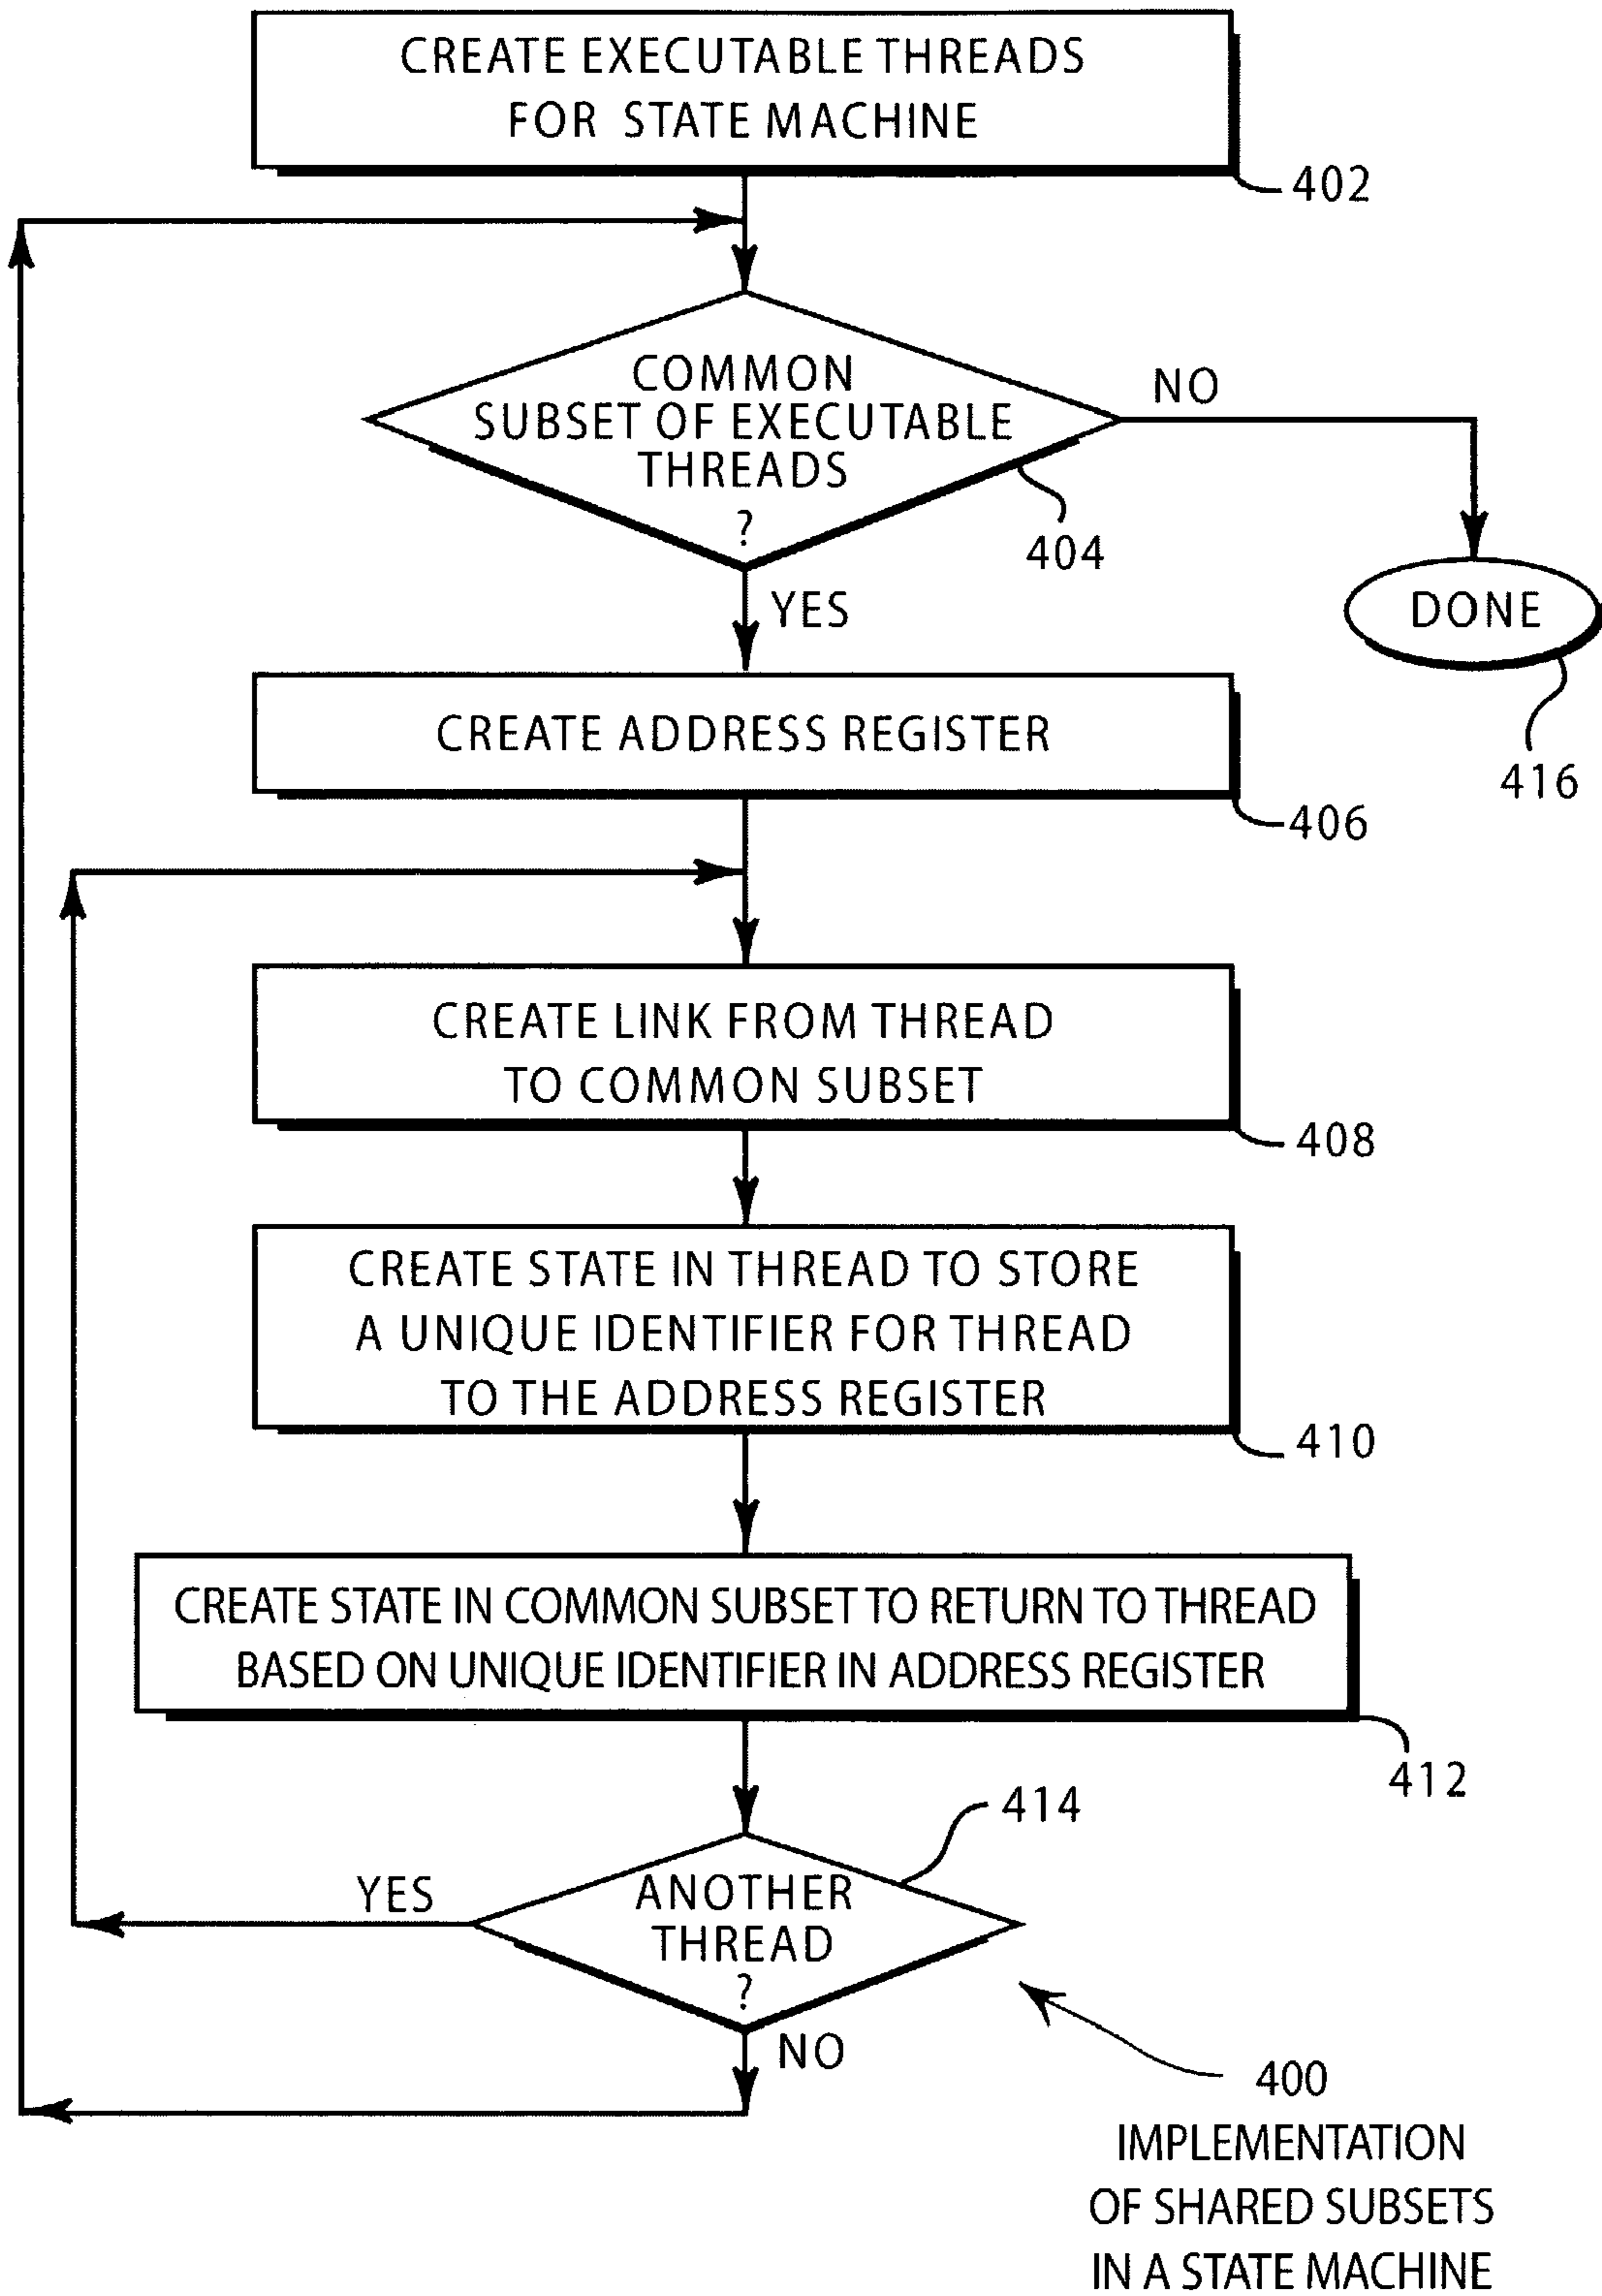 CREATE EXECUTABLE THREADS
FOR STATE MACHINE
402
COMMON
SUBSET OF EXECUTABLE
THREADS
?
404
NO
DONE
416
YES
CREATE ADDRESS REGISTER
406
CREATE LINK FROM THREAD
TO COMMON SUBSET
408
CREATE STATE IN THREAD TO STORE
A UNIQUE IDENTIFIER FOR THREAD
TO THE ADDRESS REGISTER
410
CREATE STATE IN COMMON SUBSET TO RETURN TO THREAD
BASED ON UNIQUE IDENTIFIER IN ADDRESS REGISTER
412
414
YES
ANOTHER
THREAD
?
NO
400
IMPLEMENTATION
OF SHARED SUBSETS
IN A STATE MACHINE